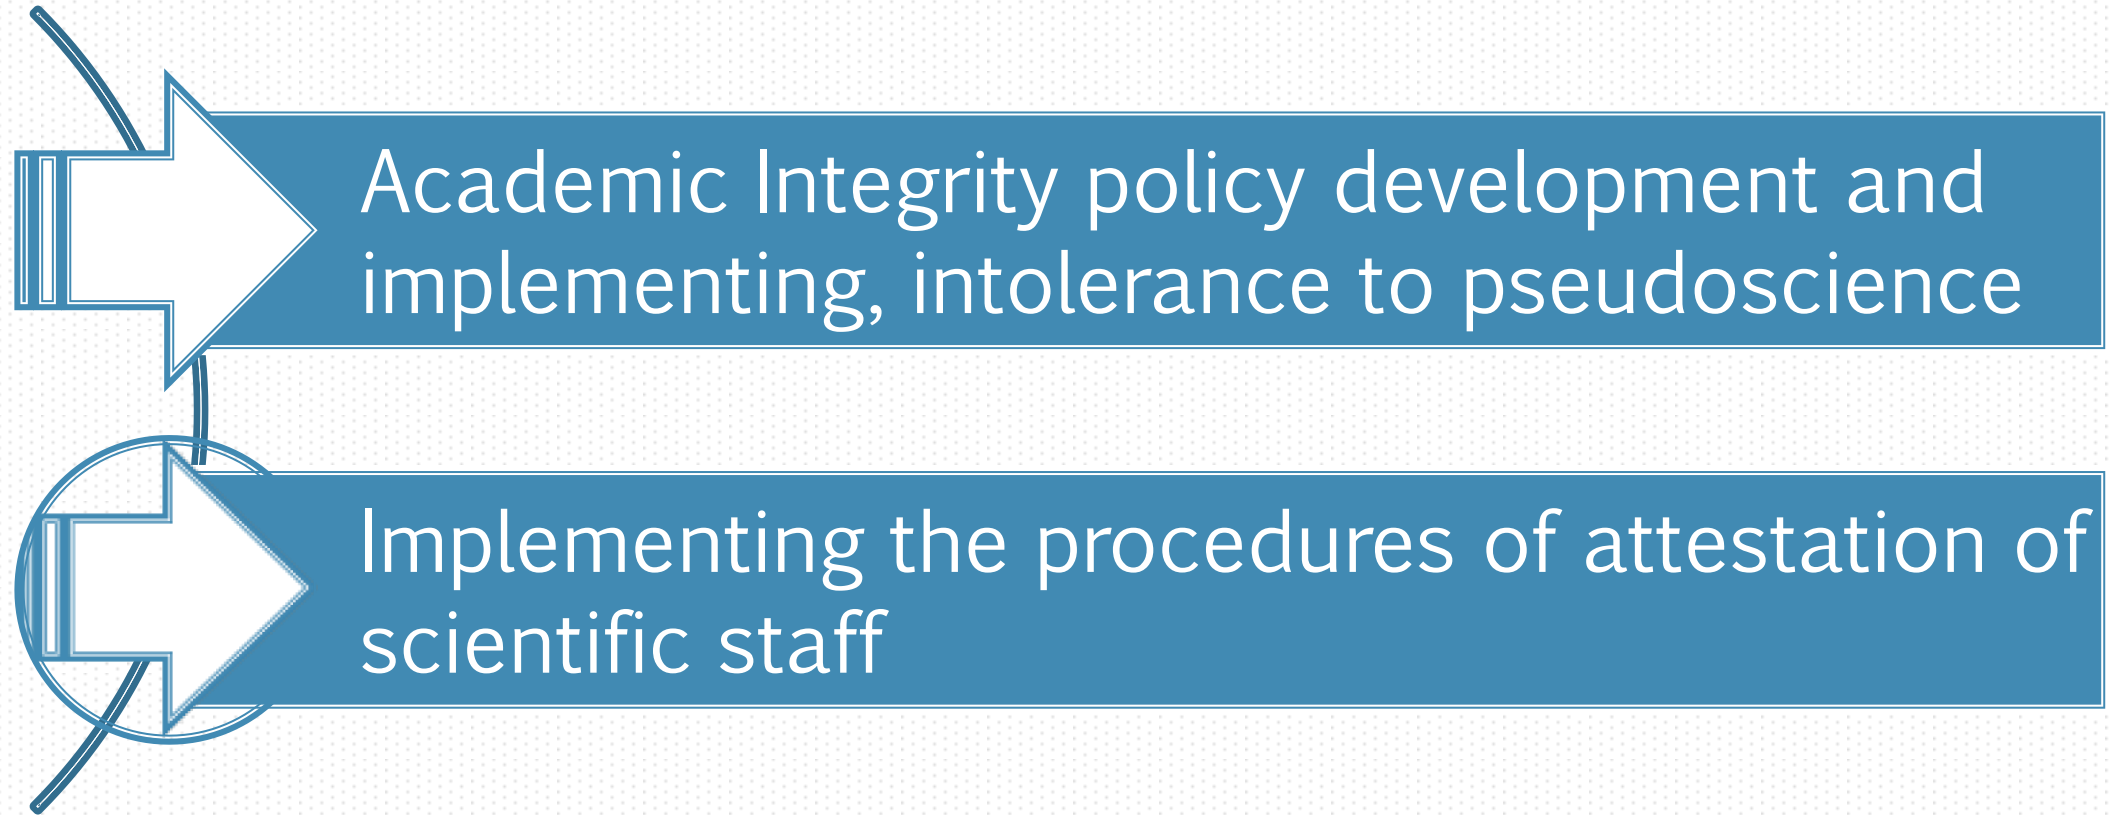 Academic Integrity policy development and
implementing, intolerance to pseudoscience
Implementing the procedures of attestation of
scientific staff